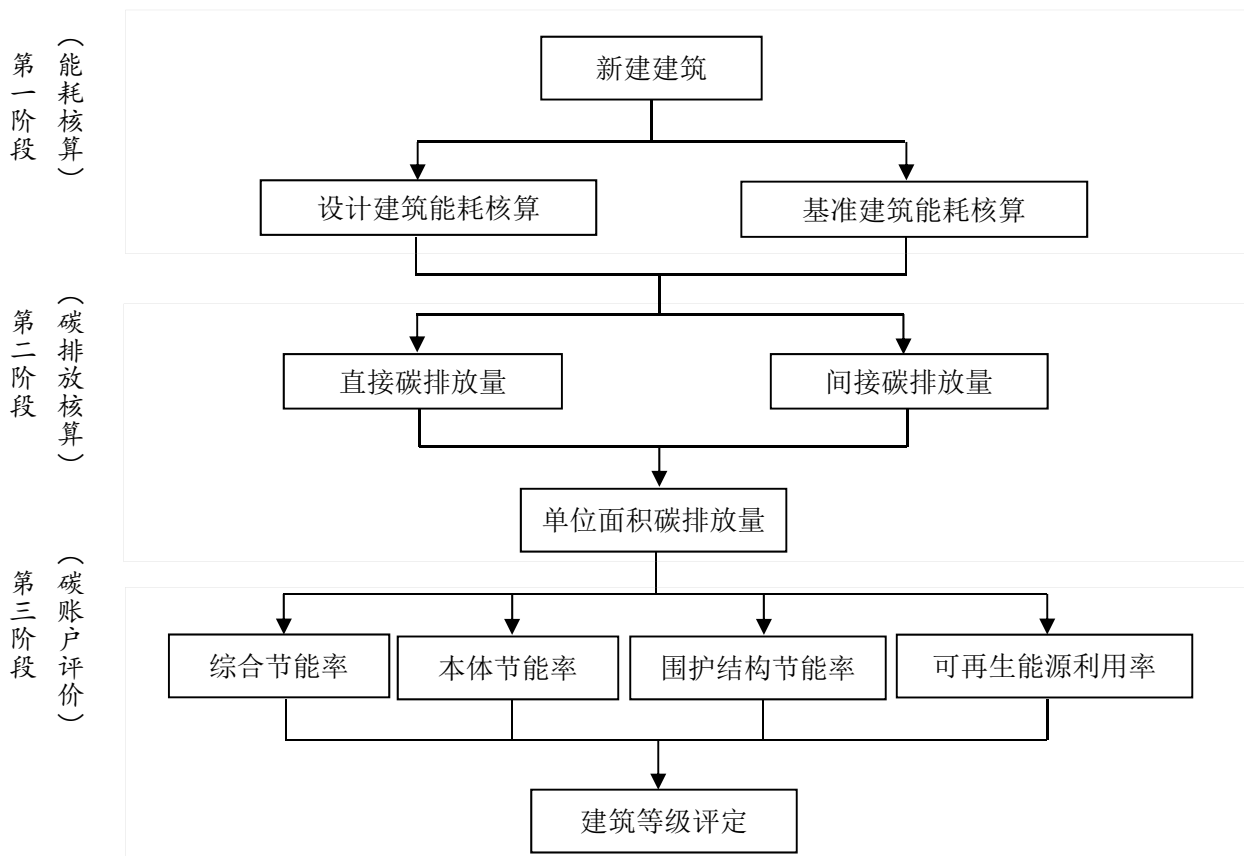 第一阶段
（能耗核算）
新建建筑
设计建筑能耗核算
基准建筑能耗核算
第二阶段
（碳排放核算）
直接碳排放量
间接碳排放量
单位面积碳排放量
第三阶段
（碳账户评价）
综合节能率
本体节能率
围护结构节能率
可再生能源利用率
建筑等级评定